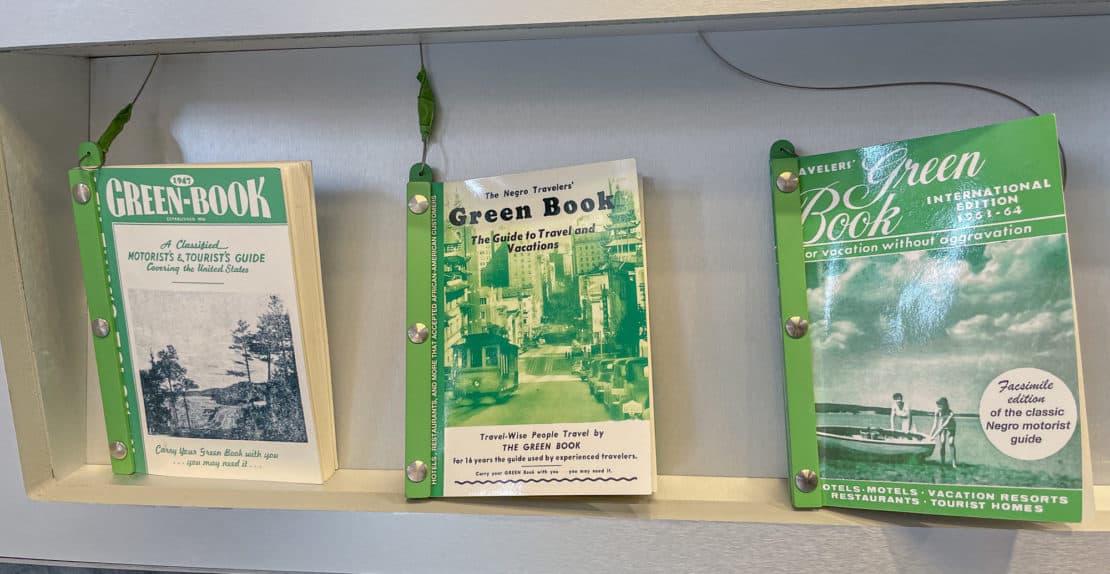 1947
GREEN-BOOK
ESTABLISHED 1936
A Classified
MOTORIST'S & TOURIST'S GUIDE
Covering the United States
Carry Your Green Book with you
...you may need it...
The Negro Travelers'
Green Book
The Guide to Travel and
Vacations
HOTELS, RESTAURANTS, AND MORE THAT ACCEPTED AFRICAN-AMERICAN CUSTOMERS
Travel-Wise People Travel by
THE GREEN BOOK
For 16 years the guide used by experienced travelers.
Carry your GREEN Book with you you may need it.
AVELERS' Green
Book
INTERNATIONAL
EDITION
1963-64
or vacation without aggravation
Facsimile
edition
of the classic
Negro motorist
guide
OTELS·MOTELS·VACATION RESORTS
RESTAURANTS·TOURIST HOMES